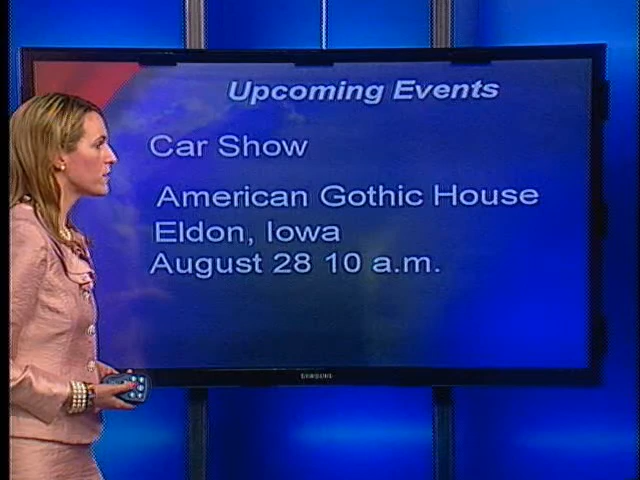 Upcoming Events
Car Show
American Gothic House
Eldon, Iowa
August 28 10 a.m.
SAMSUNG